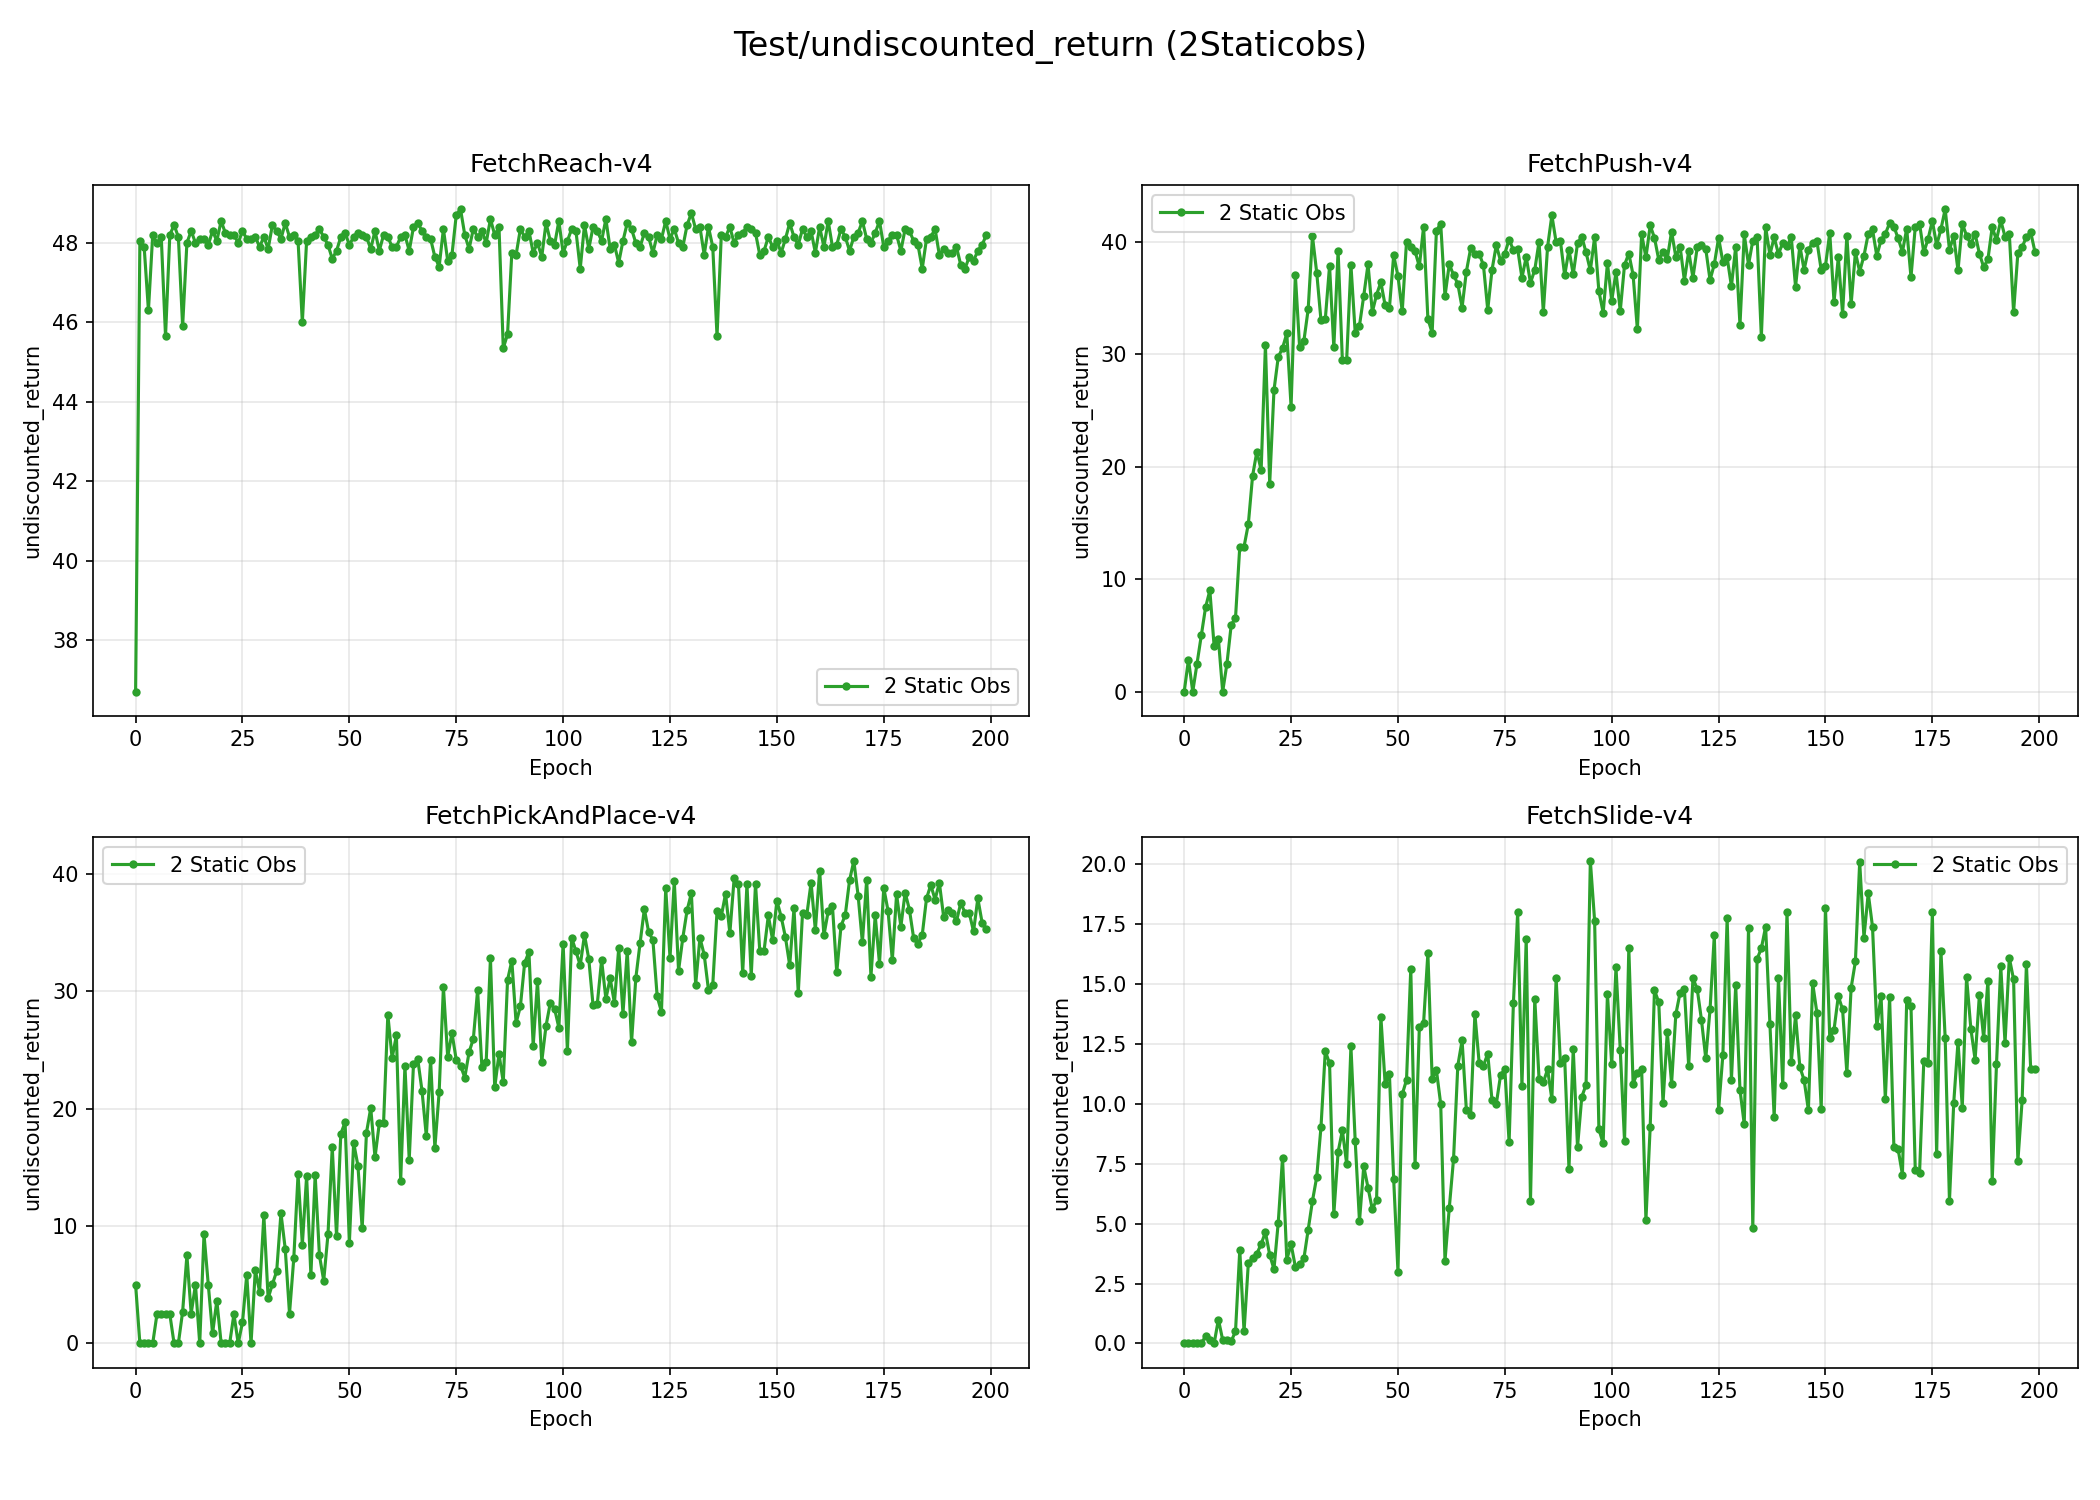 Test/undiscounted_return (2Staticobs)
FetchReach-v4
undiscounted_return
48
46
44
42
40
38
2 Static Obs
0 25 50 75 100 125 150 175 200
Epoch
FetchPush-v4
undiscounted_return
2 Static Obs
40
30
20
10
0
0 25 50 75 100 125 150 175 200
Epoch
FetchPickAndPlace-v4
undiscounted_return
2 Static Obs
40
30
20
10
0
0 25 50 75 100 125 150 175 200
Epoch
FetchSlide-v4
undiscounted_return
2 Static Obs
20.0
17.5
15.0
12.5
10.0
7.5
5.0
2.5
0.0
0 25 50 75 100 125 150 175 200
Epoch